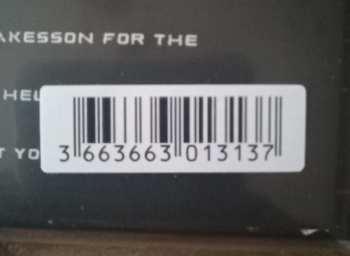 AKESSON FOR THE
HEL
T YO
3 663663 013137